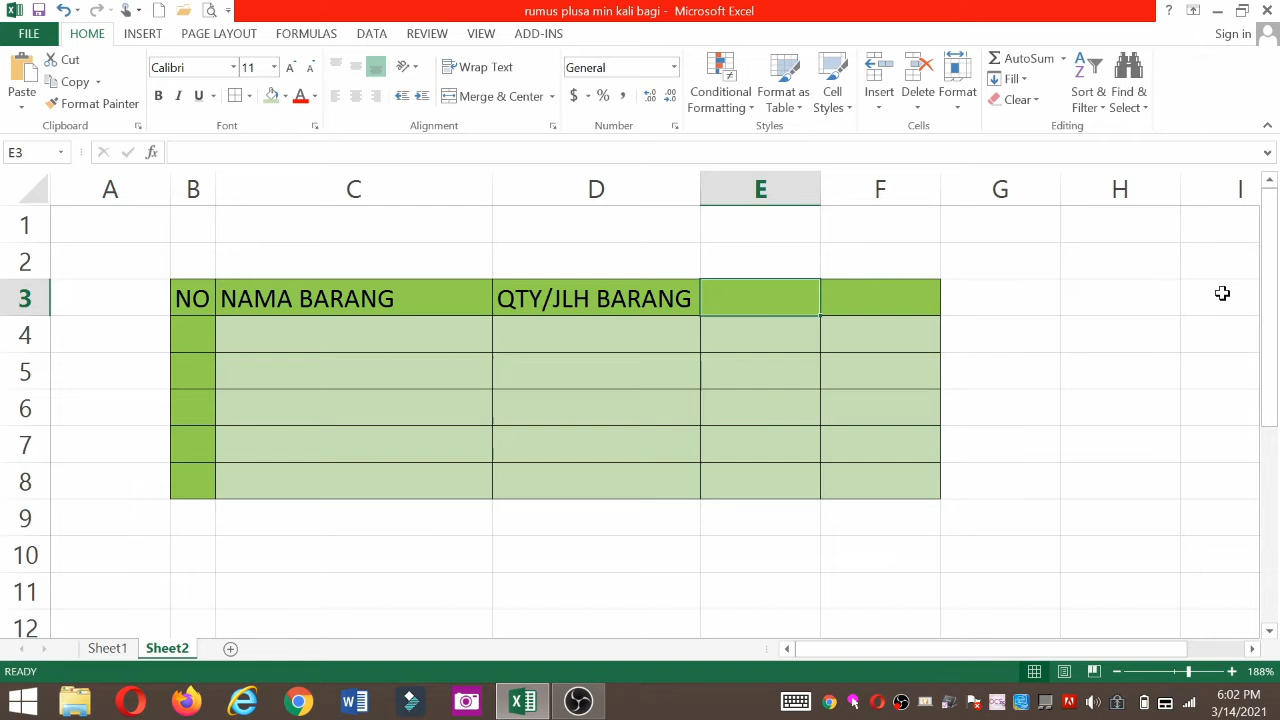 rumus plusa min kali bagi - Microsoft Excel
?
FILE HOME INSERT PAGE LAYOUT FORMULAS DATA REVIEW VIEW ADD-INS Sign in
Paste
Cut
Copy
Format Painter
Clipboard
Calibri 11
B I U
Font
Wrap Text
Merge & Center
Alignment
General
$ % ,
Number
Conditional Formatting
Format as Table
Cell Styles
Styles
Insert Delete Format
Cells
AutoSum
Fill
Clear
Sort & Filter
Find & Select
Editing
E3
fx
A B C D E F G H I
1
2
3 NO NAMA BARANG QTY/JLH BARANG
4
5
6
7
8
9
10
11
12
Sheet1 Sheet2
READY
188%
6:02 PM
3/14/2021